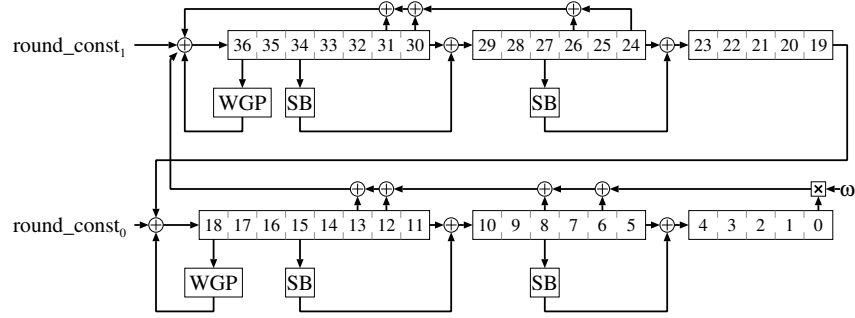 round_const₁ 36 35 34 33 32 31 30 29 28 27 26 25 24 23 22 21 20 19
WGP SB SB
ω
round_const₀ 18 17 16 15 14 13 12 11 10 9 8 7 6 5 4 3 2 1 0
WGP SB SB